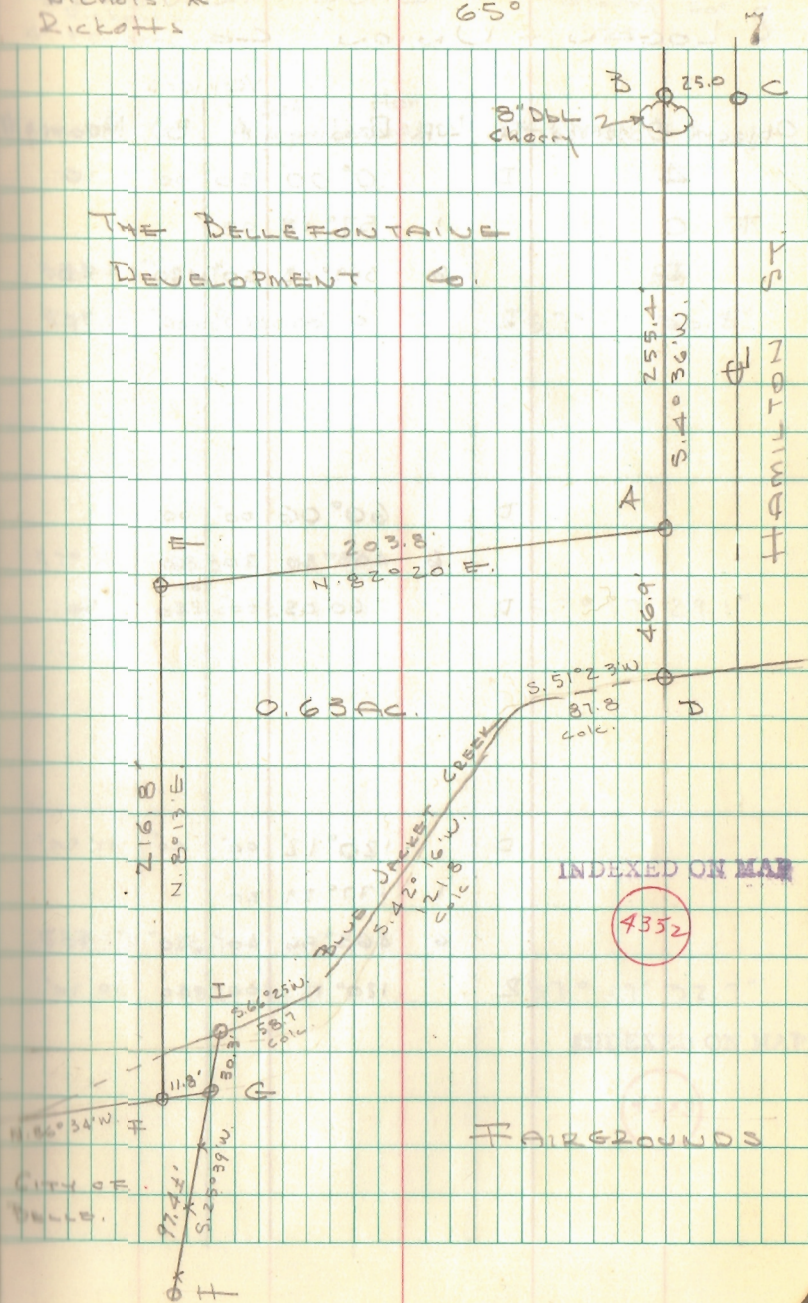 Ricketts
65°
7
B 25.0 C
8" Dbl
Cherry
THE BELLEFONTAINE
DEVELOPMENT Co.
255.4'
S. 4° 36' W.
℄
HAMILTON ST.
A
E
203.8'
N. 82° 20' E.
46.9'
S. 51° 23' W
87.8
calc.
D
0.63 AC.
216.8'
N. 8° 13' E.
BLUE JACKET CREEK
S. 42° 16' W.
121.8
calc
INDEXED ON MAP
4352
I
S. 66° 25' W.
58.7
calc
30.3'
11.8'
G
N. 86° 34' W.
F
FAIRGROUNDS
CITY OF
BELLE.
97.4±'
S. 25° 39' W.
H